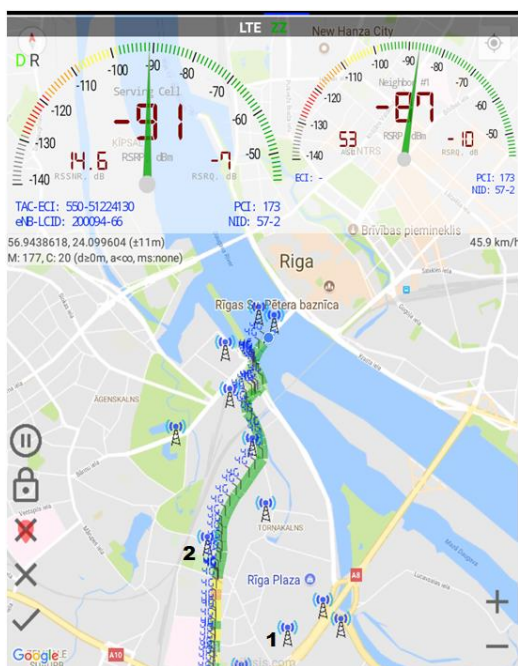 LTE ZZ
New Hanza City
D R
-140
-130
-120
-110
-100
-90
-80
-70
-60
-50
Serving Cell
-91
RSRP, dBm
14.6
RSSNR, dB
-7
RSRQ, dB
TAC-ECI: 550-51224130
eNB-LCID: 200094-66
PCI: 173
NID: 57-2
-140
-130
-120
-110
-100
-90
-80
-70
-60
-50
Neighbor #1
-87
RSRP, dBm
53
-10
RSRQ, dB
ECI: -
PCI: 173
NID: 57-2
56.9438618, 24.099604 (±11m)
45.9 km/h
M: 177, C: 20 (d≥0m, a<∞, ms:none)
Brīvības piemineklis
Riga
Rīgas Sv. Pētera baznīca
ĀGENSKALNS
TORŅAKALNS
2
Rīga Plaza
A8
1
A10
Google